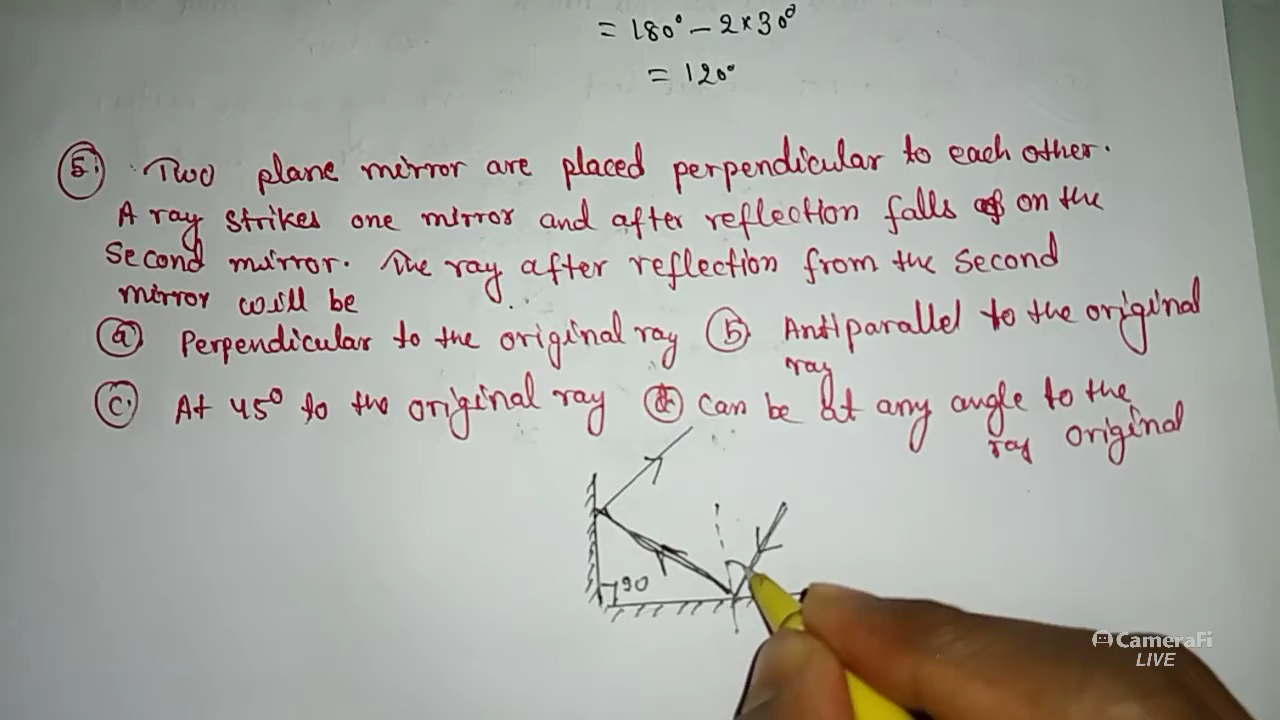 = 180° - 2×30°
= 120°
5. Two plane mirror are placed perpendicular to each other.
A ray strikes one mirror and after reflection falls on the
second mirror. The ray after reflection from the second
mirror will be
(a) Perpendicular to the original ray (b) Antiparallel to the original
ray
(c) At 45° to the original ray (d) can be at any angle to the
ray original
90
CameraFi
LIVE